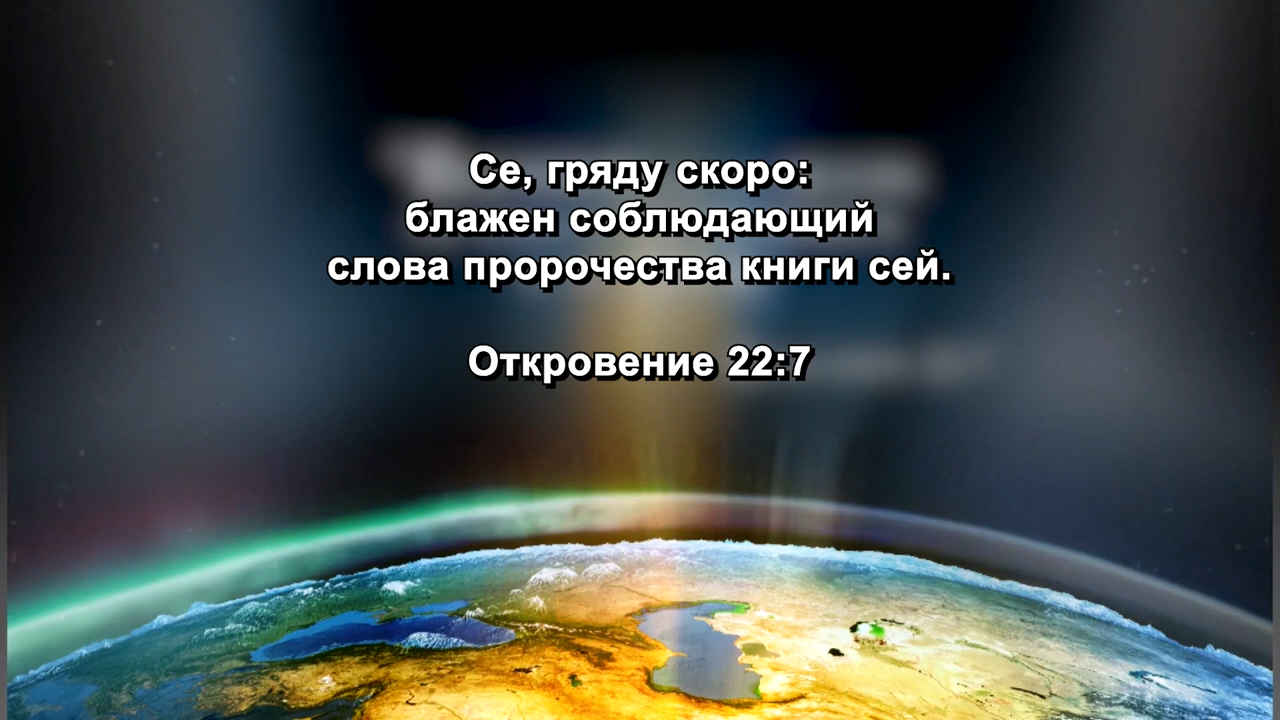 Се, гряду скоро:
блажен соблюдающий
слова пророчества книги сей.
Откровение 22:7